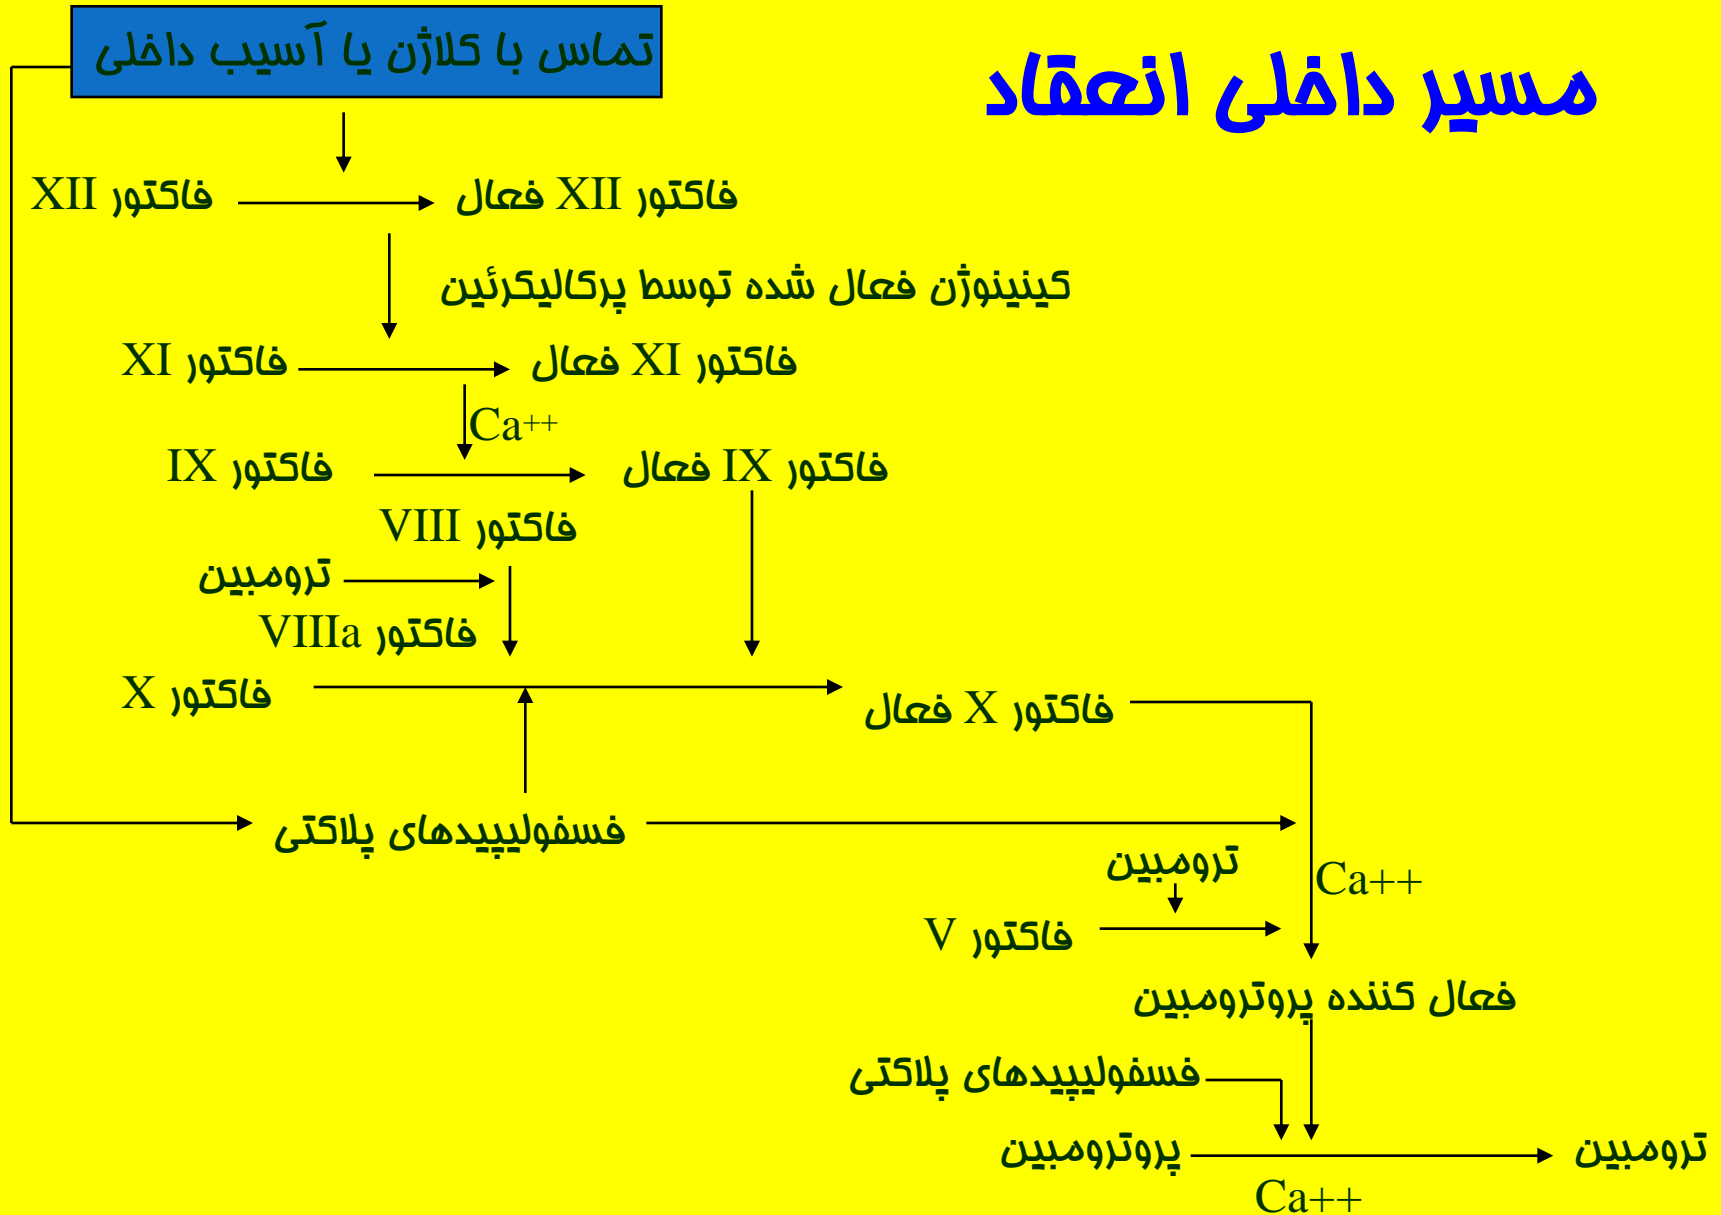 مسیر داخلی انعقاد
تماس با کلاژن یا آسیب داخلی
فاکتور XII
فاکتور XII فعال
کینینوژن فعال شده توسط پرکالیکرئین
فاکتور XI
فاکتور XI فعال
Ca++
فاکتور IX
فاکتور IX فعال
فاکتور VIII
ترومبین
فاکتور VIIIa
فاکتور X
فاکتور X فعال
فسفولیپیدهای پلاکتی
ترومبین
Ca++
فاکتور V
فعال کننده پروترومبین
فسفولیپیدهای پلاکتی
پروترومبین
ترومبین
Ca++